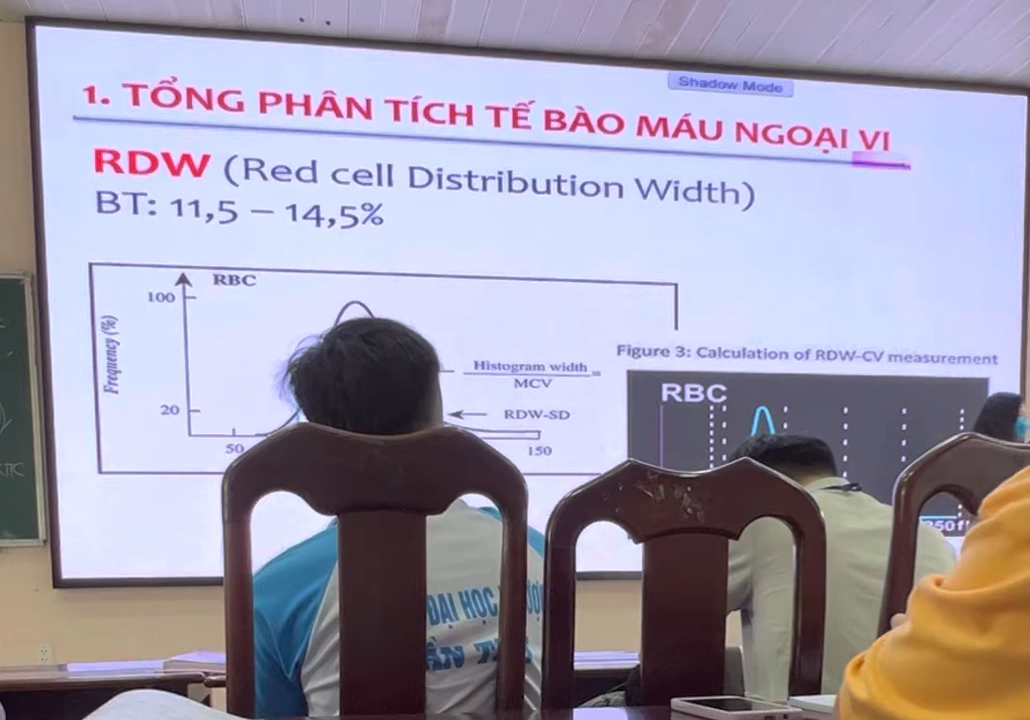 Shadow Mode
1. TỔNG PHÂN TÍCH TẾ BÀO MÁU NGOẠI VI
RDW (Red cell Distribution Width)
BT: 11,5 – 14,5%
RBC
100
Frequency (%)
20
50
150
Histogram width =
MCV
RDW-SD
Figure 3: Calculation of RDW-CV measurement
RBC
ĐẠI HỌC